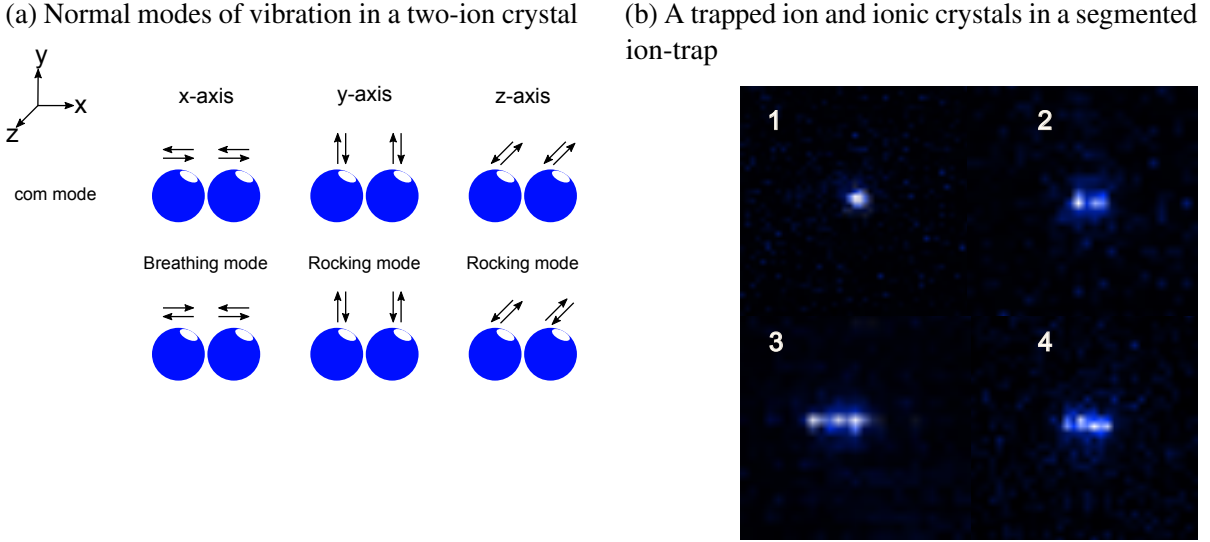 (a) Normal modes of vibration in a two-ion crystal
y
x
z
x-axis
y-axis
z-axis
com mode
Breathing mode
Rocking mode
Rocking mode
(b) A trapped ion and ionic crystals in a segmented
ion-trap
1
2
3
4